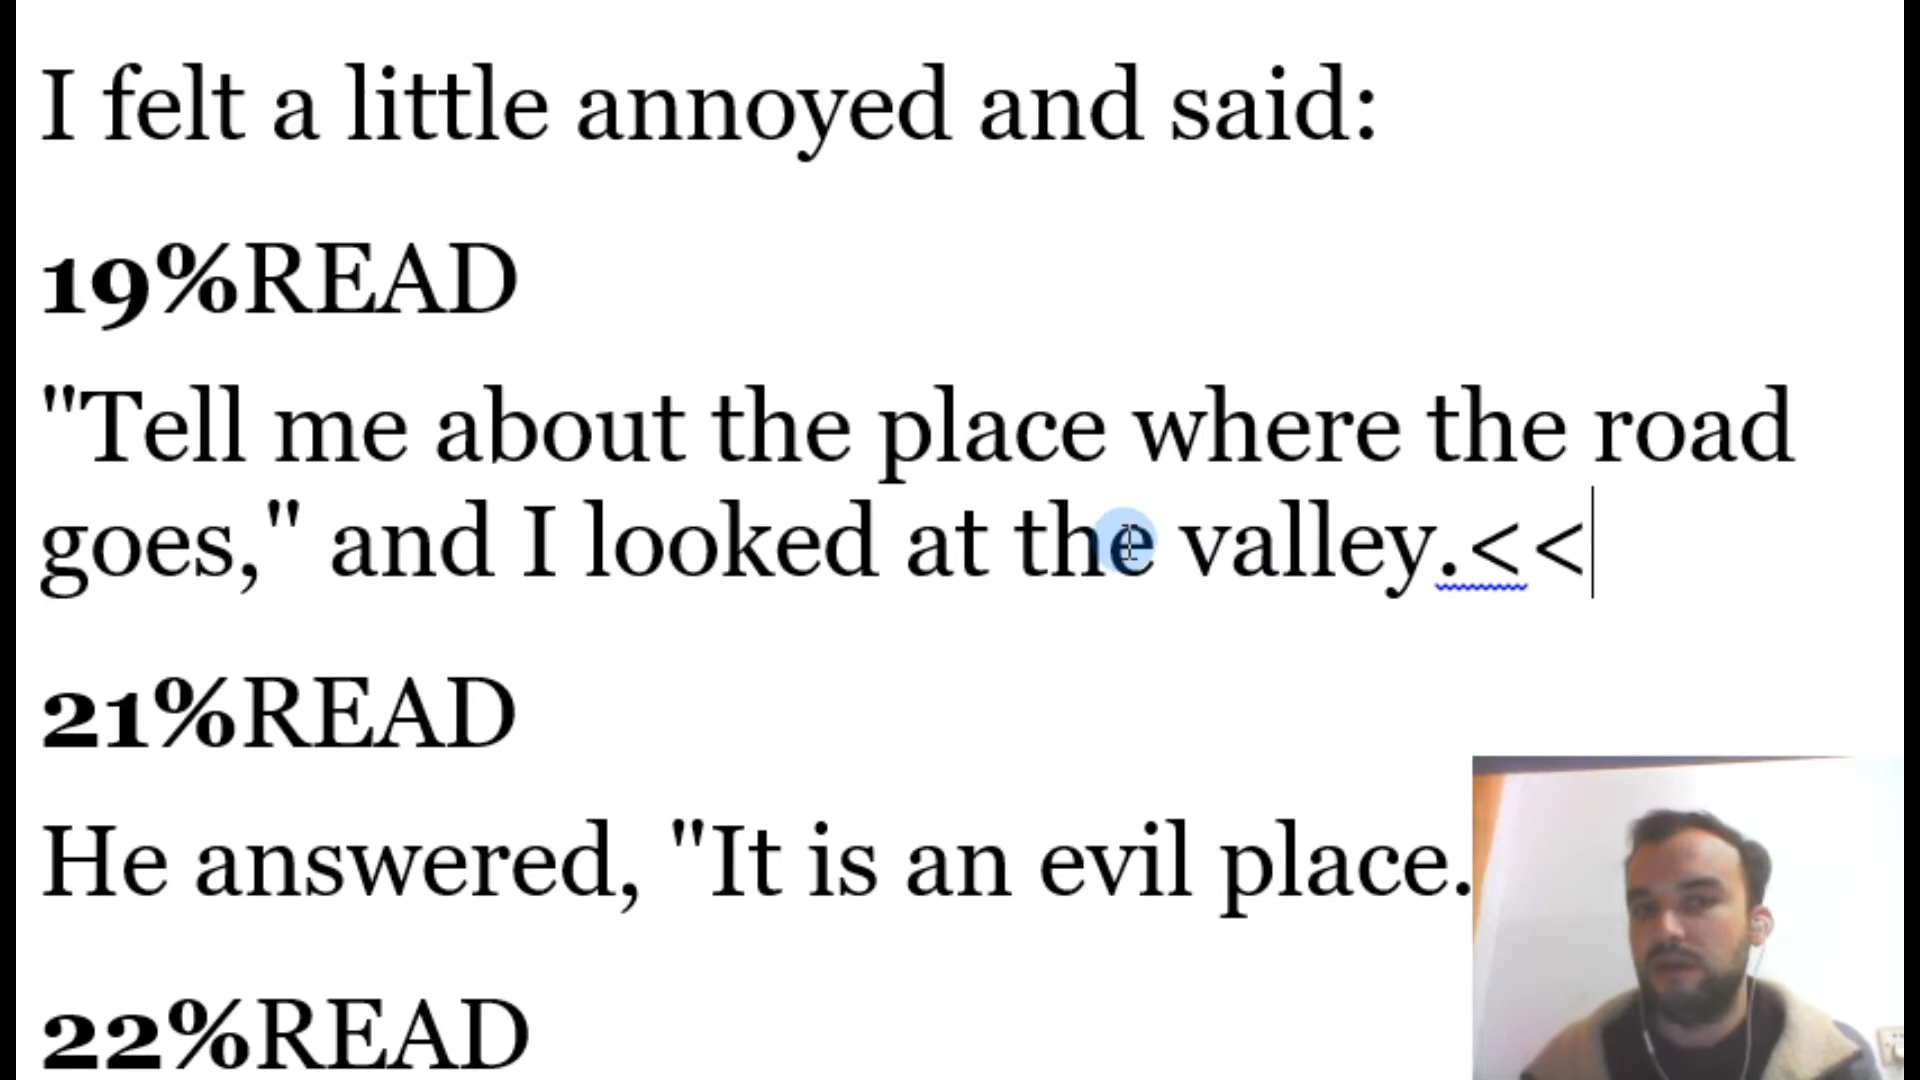 I felt a little annoyed and said:
19%READ
"Tell me about the place where the road
goes," and I looked at the valley.<<
21%READ
He answered, "It is an evil place.
22%READ